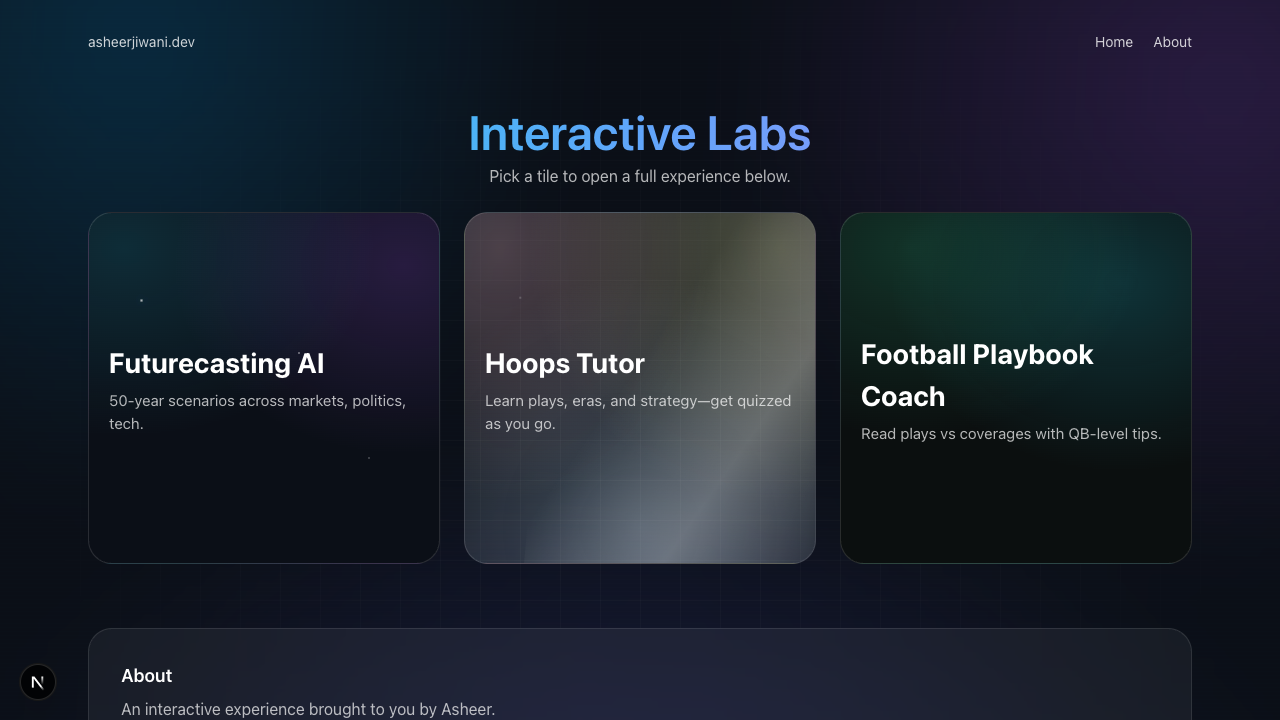 asheerjiwani.dev
Home About
Interactive Labs
Pick a tile to open a full experience below.
Futurecasting AI
50-year scenarios across markets, politics,
tech.
Hoops Tutor
Learn plays, eras, and strategy—get quizzed
as you go.
Football Playbook
Coach
Read plays vs coverages with QB-level tips.
About
An interactive experience brought to you by Asheer.
N